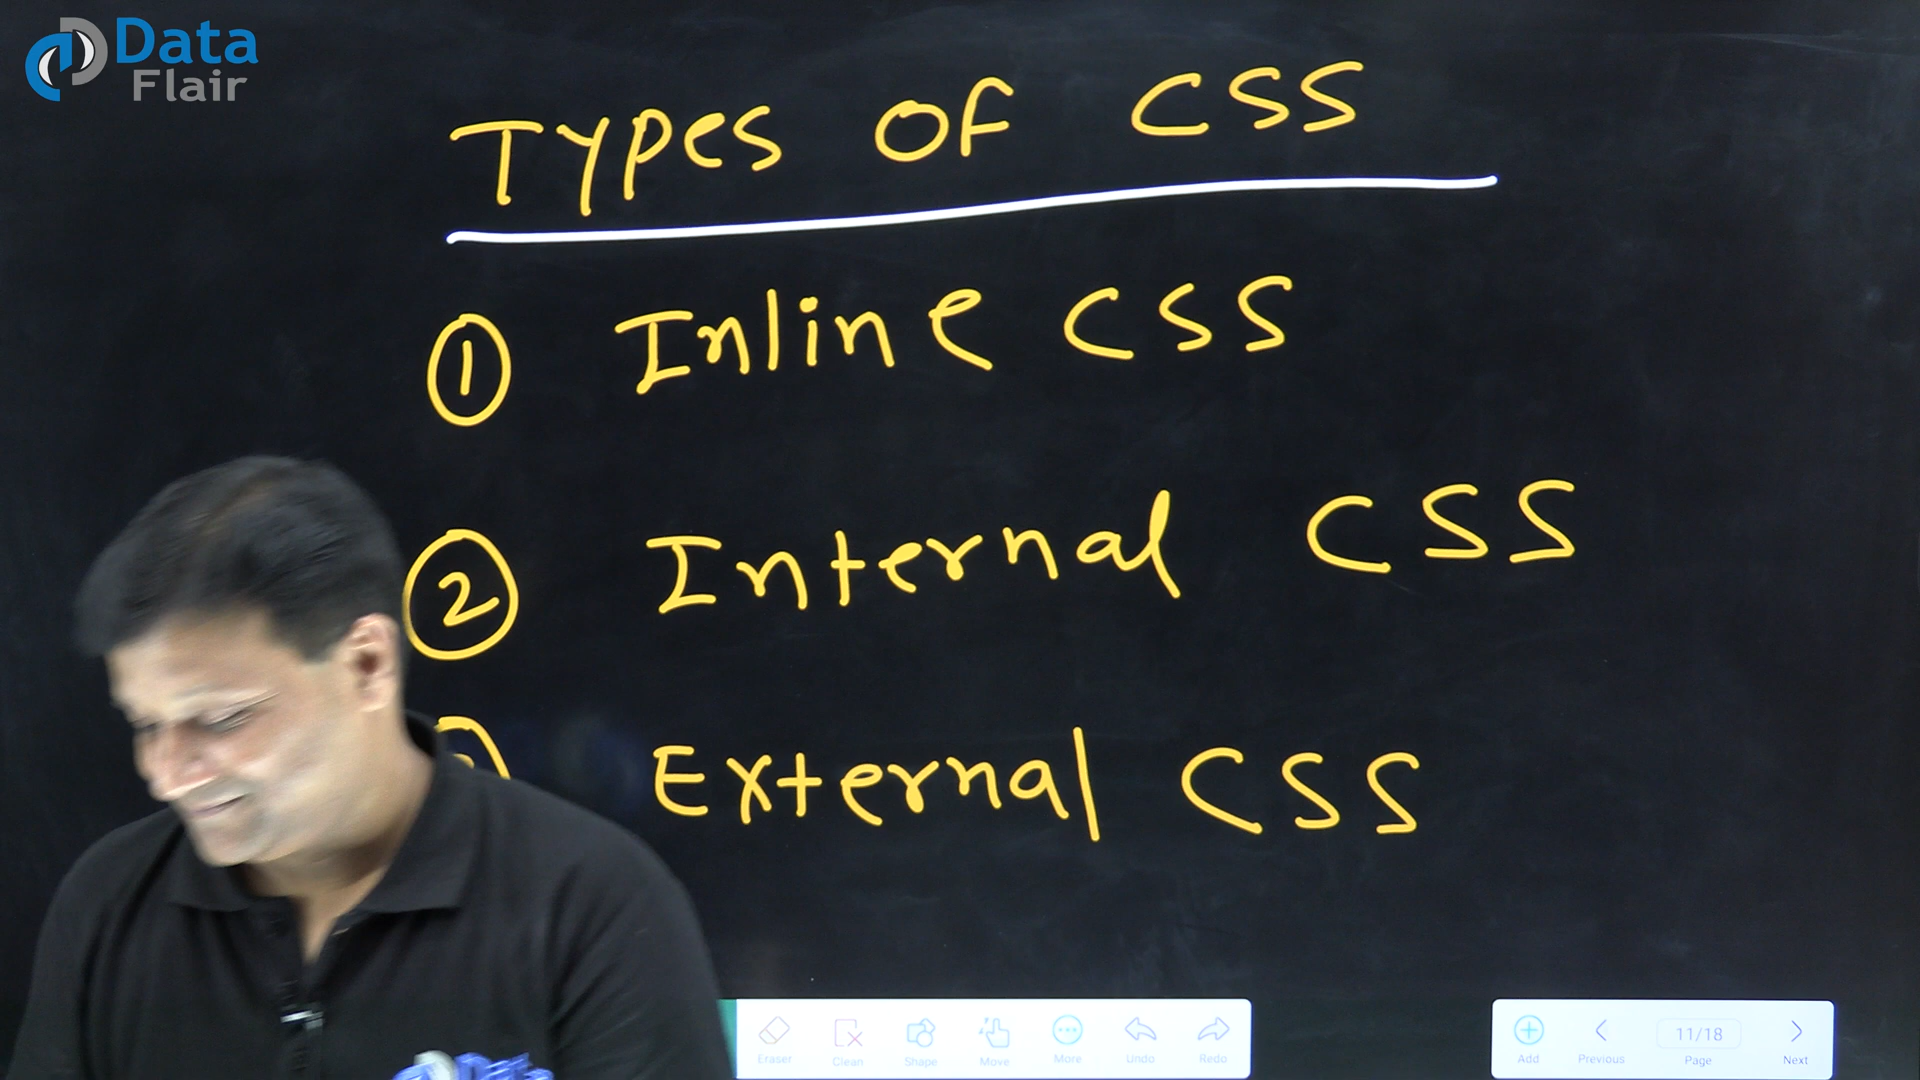 Data
Flair
Types of CSS
1 Inline CSS
2 Internal CSS
External CSS
Eraser Clean Shape Move More Undo Redo
Add Previous 11/18 Page Next